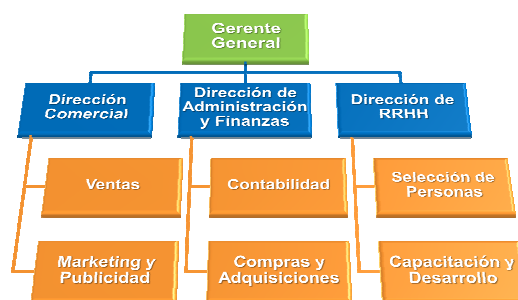 Gerente
General
Dirección
Comercial
Dirección de
Administración
y Finanzas
Dirección de
RRHH
Ventas
Contabilidad
Selección de
Personas
Marketing y
Publicidad
Compras y
Adquisiciones
Capacitación y
Desarrollo